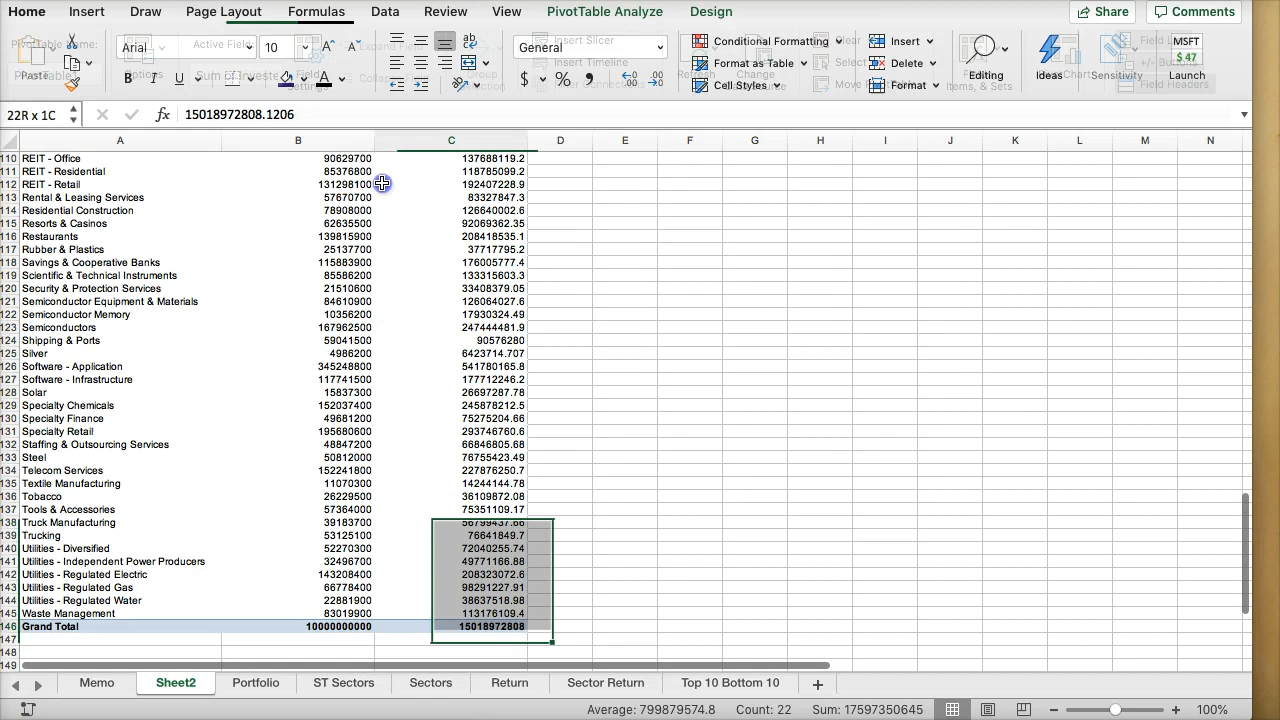 Home Insert Draw Page Layout Formulas Data Review View PivotTable Analyze Design Share Comments
Arial 10 General Conditional Formatting Insert MSFT
Paste Format as Table Delete Editing Ideas Sensitivity $ 47
B I U A $ % Cell Styles Format Launch
22R x 1C fx 15018972808.1206
A B C D E F G H I J K L M N
110 REIT - Office 90629700 137688119.2
111 REIT - Residential 85376800 118785099.2
112 REIT - Retail 131298100 192407228.9
113 Rental & Leasing Services 57670700 83327847.3
114 Residential Construction 78908000 126640002.6
115 Resorts & Casinos 62635500 92069362.35
116 Restaurants 139815900 208418535.1
117 Rubber & Plastics 25137700 37717795.2
118 Savings & Cooperative Banks 115883900 176005777.4
119 Scientific & Technical Instruments 85586200 133315603.3
120 Security & Protection Services 21510600 33408379.05
121 Semiconductor Equipment & Materials 84610900 126064027.6
122 Semiconductor Memory 10356200 17930324.49
123 Semiconductors 167962500 247444481.9
124 Shipping & Ports 59041500 90576280
125 Silver 4986200 6423714.707
126 Software - Application 345248800 541780165.8
127 Software - Infrastructure 117741500 177712246.2
128 Solar 15837300 26697287.78
129 Specialty Chemicals 152037400 245878212.5
130 Specialty Finance 49681200 75275204.66
131 Specialty Retail 195680600 293746760.6
132 Staffing & Outsourcing Services 48847200 66846805.68
133 Steel 50812000 76755423.49
134 Telecom Services 152241800 227876250.7
135 Textile Manufacturing 11070300 14244144.78
136 Tobacco 26229500 36109872.08
137 Tools & Accessories 57364000 75351109.17
138 Truck Manufacturing 39183700 56799437.66
139 Trucking 53125100 76641849.7
140 Utilities - Diversified 52270300 72040255.74
141 Utilities - Independent Power Producers 32496700 49771166.88
142 Utilities - Regulated Electric 143208400 208323072.6
143 Utilities - Regulated Gas 66778400 98291227.91
144 Utilities - Regulated Water 22881900 38637518.98
145 Waste Management 83019900 113176109.4
146 Grand Total 10000000000 15018972808
147
148
149
Memo Sheet2 Portfolio ST Sectors Sectors Return Sector Return Top 10 Bottom 10
Average: 799879574.8 Count: 22 Sum: 17597350645 100%